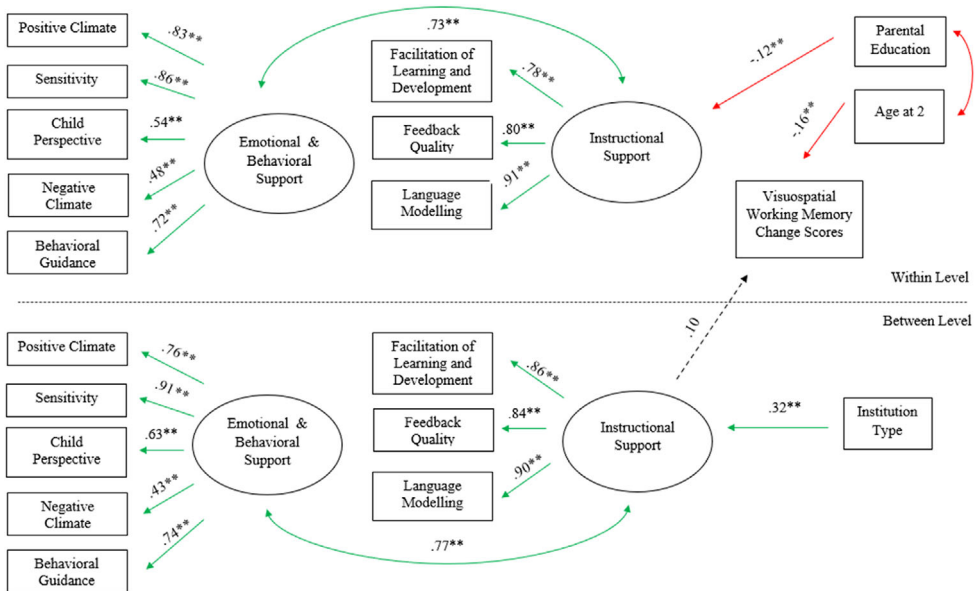 Positive Climate
.83**
Sensitivity
.86**
Child
Perspective
.54**
Negative
Climate
.48**
Behavioral
Guidance
.72**
Emotional &
Behavioral
Support
.73**
Facilitation of
Learning and
Development
.78**
Feedback
Quality
.80**
Language
Modelling
.91**
Instructional
Support
-.12**
Parental
Education
-.16**
Age at 2
Visuospatial
Working Memory
Change Scores
Within Level
Between Level
.10
Positive Climate
.76**
Sensitivity
.91**
Child
Perspective
.63**
Negative
Climate
.43**
Behavioral
Guidance
.74**
Emotional &
Behavioral
Support
.77**
Facilitation of
Learning and
Development
.86**
Feedback
Quality
.84**
Language
Modelling
.90**
Instructional
Support
.32**
Institution
Type